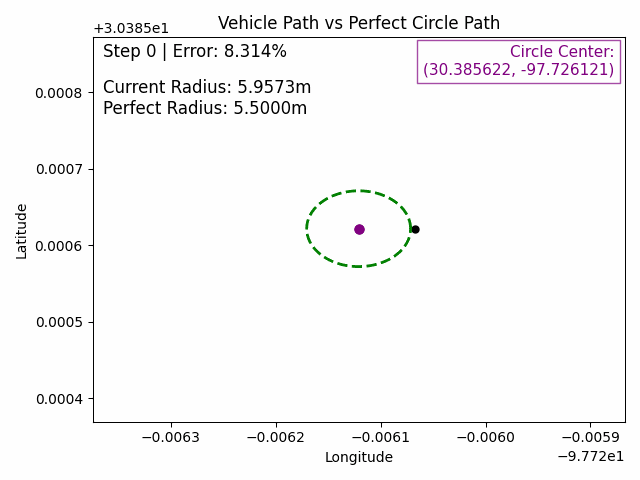 Vehicle Path vs Perfect Circle Path
+3.0385e1
Step 0 | Error: 8.314%
Current Radius: 5.9573m
Perfect Radius: 5.5000m
Circle Center:
(30.385622, -97.726121)
0.0008
0.0007
0.0006
0.0005
0.0004
Latitude
−0.0063
−0.0062
−0.0061
−0.0060
−0.0059
Longitude
−9.772e1